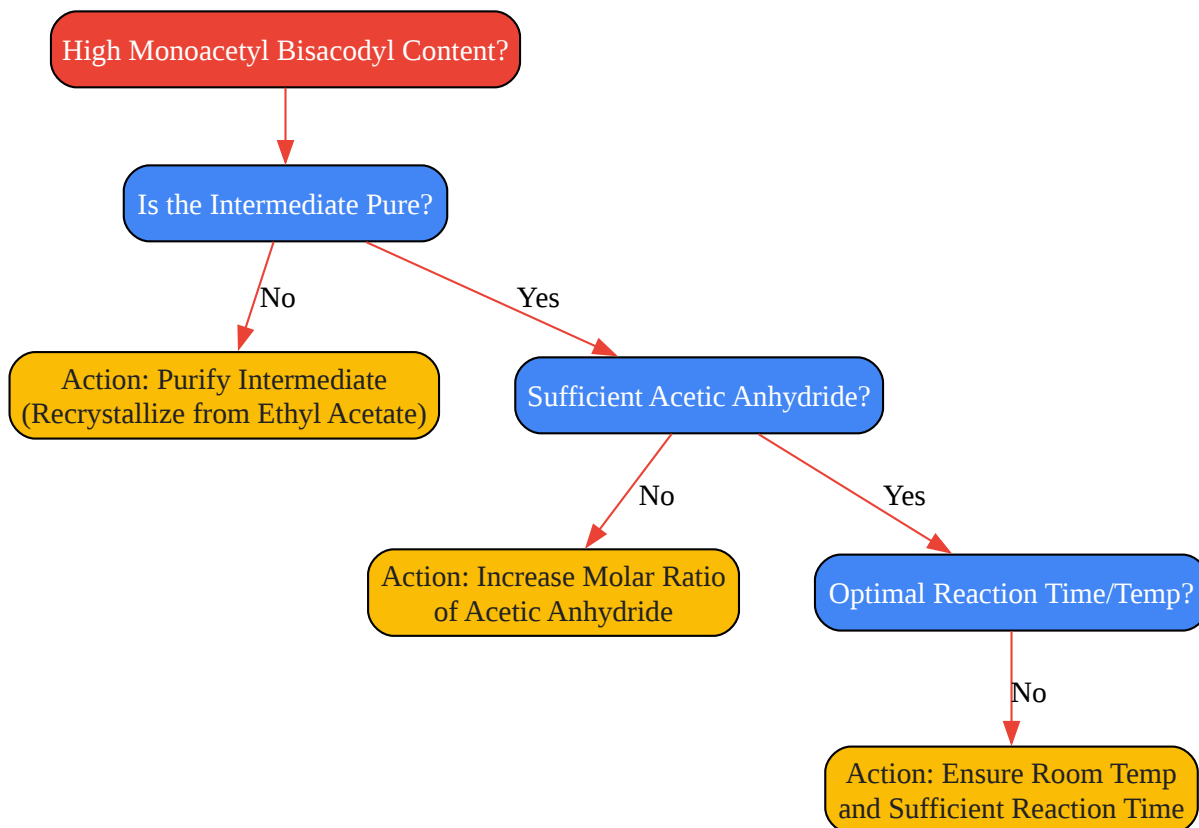 High Monoacetyl Bisacodyl Content?
Is the Intermediate Pure?
No
Yes
Action: Purify Intermediate
(Recrystallize from Ethyl Acetate)
Sufficient Acetic Anhydride?
No
Yes
Action: Increase Molar Ratio
of Acetic Anhydride
Optimal Reaction Time/Temp?
No
Action: Ensure Room Temp
and Sufficient Reaction Time